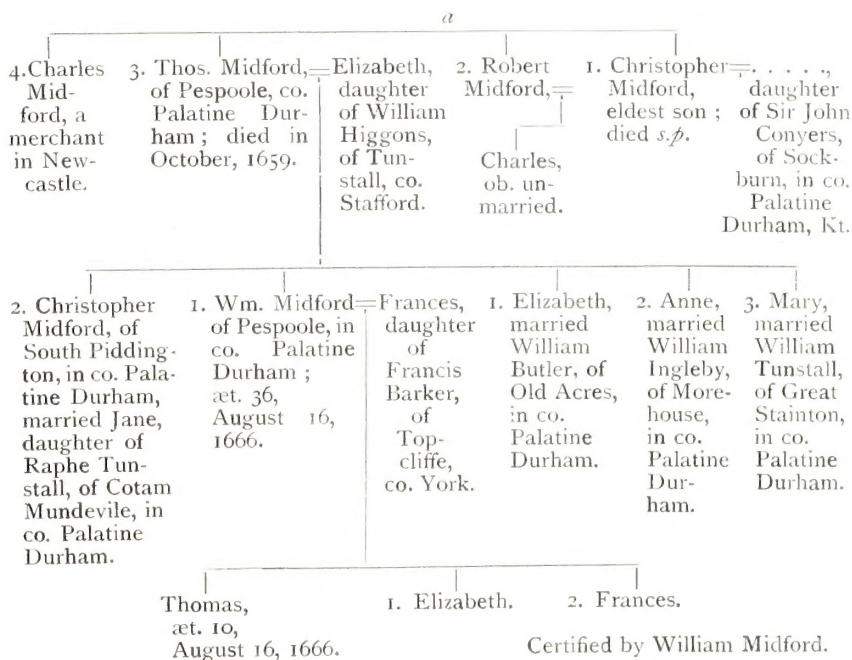 a
4. Charles
Mid-
ford, a
merchant
in New-
castle.
3. Thos. Midford,=
of Pespoole, co.
Palatine Dur-
ham; died in
October, 1659.
Elizabeth,
daughter
of William
Higgons,
of Tun-
stall, co.
Stafford.
2. Robert
Midford,=
Charles,
ob. un-
married.
1. Christopher=
Midford,
eldest son;
died s.p.
. . . . .,
daughter
of Sir John
Conyers,
of Sock-
burn, in co.
Palatine
Durham, Kt.
2. Christopher
Midford, of
South Pidding-
ton, in co. Pala-
tine Durham,
married Jane,
daughter of
Raphe Tun-
stall, of Cotam
Mundevile, in
co. Palatine
Durham.
1. Wm. Midford=
of Pespoole, in
co. Palatine
Durham;
æt. 36,
August 16,
1666.
Frances,
daughter
of
Francis
Barker,
of
Top-
cliffe,
co. York.
1. Elizabeth,
married
William
Butler, of
Old Acres,
in co.
Palatine
Durham.
2. Anne,
married
William
Ingleby,
of More-
house,
in co.
Palatine
Dur-
ham.
3. Mary,
married
William
Tunstall,
of Great
Stainton,
in co.
Palatine
Durham.
Thomas,
æt. 10,
August 16, 1666.
1. Elizabeth.
2. Frances.
Certified by William Midford.